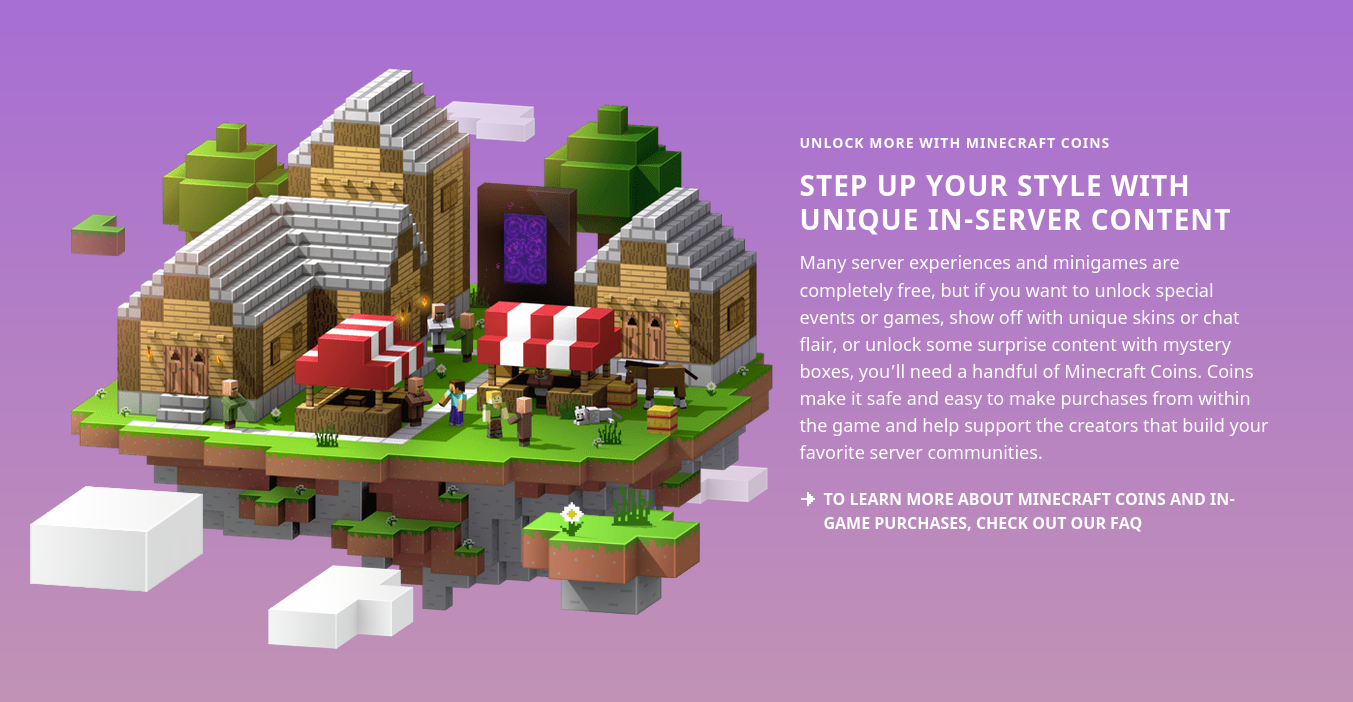 UNLOCK MORE WITH MINECRAFT COINS
STEP UP YOUR STYLE WITH
UNIQUE IN-SERVER CONTENT
Many server experiences and minigames are
completely free, but if you want to unlock special
events or games, show off with unique skins or chat
flair, or unlock some surprise content with mystery
boxes, you’ll need a handful of Minecraft Coins. Coins
make it safe and easy to make purchases from within
the game and help support the creators that build your
favorite server communities.
TO LEARN MORE ABOUT MINECRAFT COINS AND IN-
GAME PURCHASES, CHECK OUT OUR FAQ